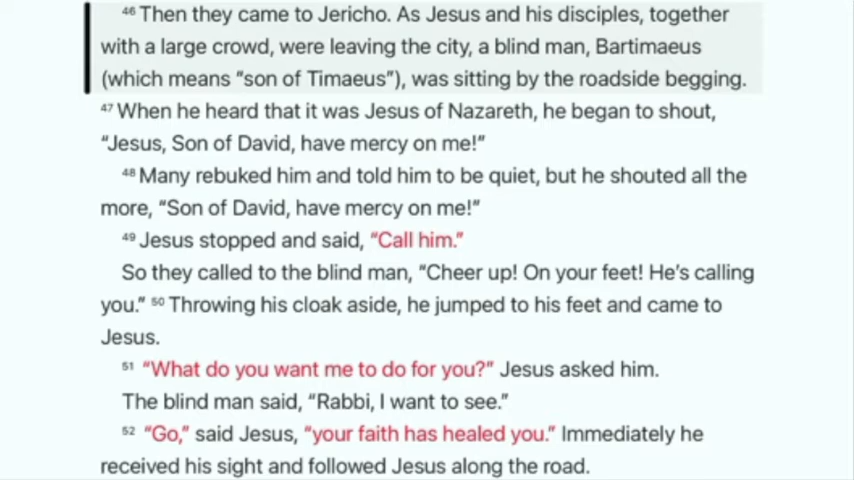 46 Then they came to Jericho. As Jesus and his disciples, together
with a large crowd, were leaving the city, a blind man, Bartimaeus
(which means “son of Timaeus”), was sitting by the roadside begging.
47 When he heard that it was Jesus of Nazareth, he began to shout,
“Jesus, Son of David, have mercy on me!”
48 Many rebuked him and told him to be quiet, but he shouted all the
more, “Son of David, have mercy on me!”
49 Jesus stopped and said, “Call him.”
So they called to the blind man, “Cheer up! On your feet! He’s calling
you.” 50 Throwing his cloak aside, he jumped to his feet and came to
Jesus.
51 “What do you want me to do for you?” Jesus asked him.
The blind man said, “Rabbi, I want to see.”
52 “Go,” said Jesus, “your faith has healed you.” Immediately he
received his sight and followed Jesus along the road.